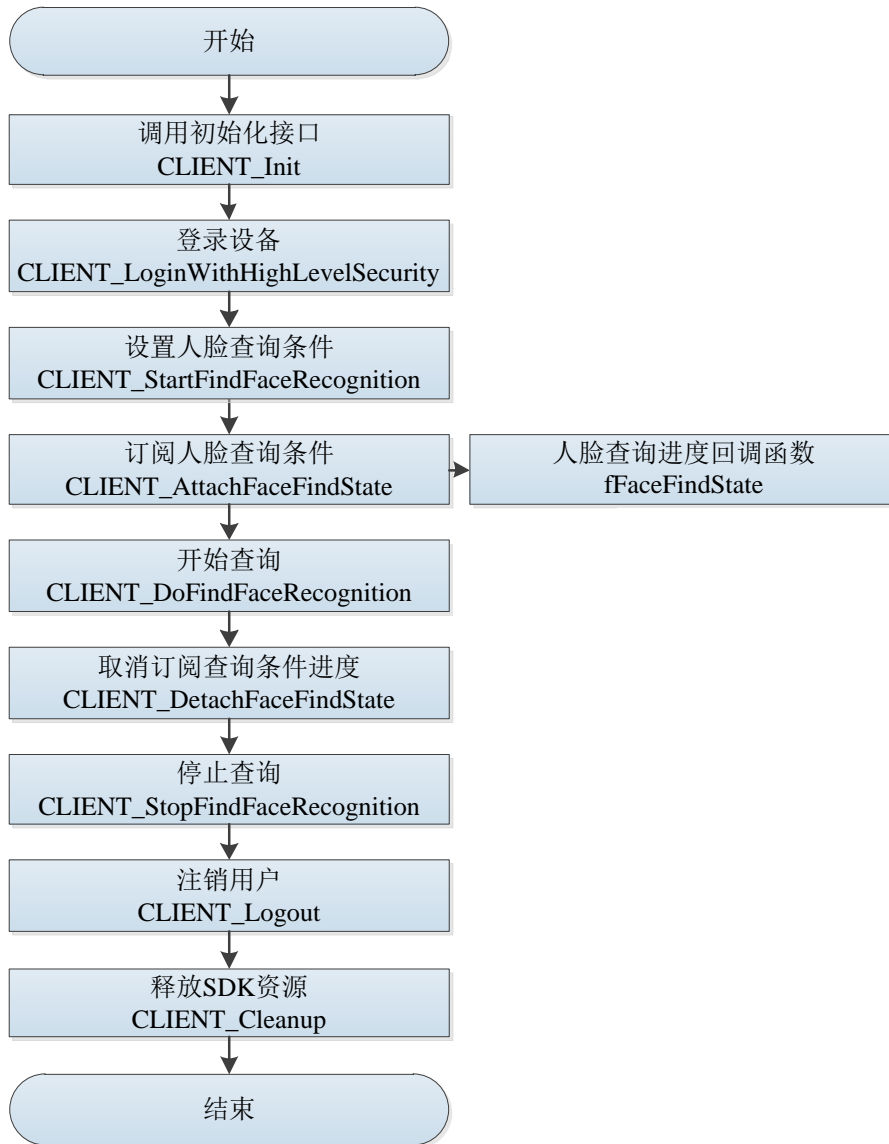 开始
调用初始化接口
CLIENT_Init
登录设备
CLIENT_LoginWithHighLevelSecurity
设置人脸查询条件
CLIENT_StartFindFaceRecognition
订阅人脸查询条件
CLIENT_AttachFaceFindState
人脸查询进度回调函数
fFaceFindState
开始查询
CLIENT_DoFindFaceRecognition
取消订阅查询条件进度
CLIENT_DetachFaceFindState
停止查询
CLIENT_StopFindFaceRecognition
注销用户
CLIENT_Logout
释放SDK资源
CLIENT_Cleanup
结束